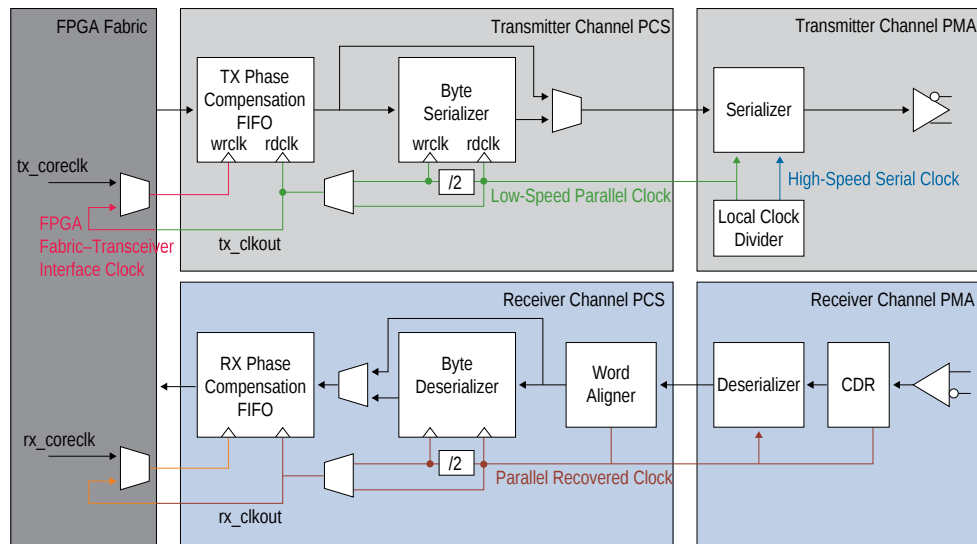 FPGA Fabric
Transmitter Channel PCS
Transmitter Channel PMA
TX Phase
Compensation
FIFO
wrclk rdclk
Byte
Serializer
wrclk rdclk
Serializer
tx_coreclk
/2
Low-Speed Parallel Clock
High-Speed Serial Clock
Local Clock
Divider
FPGA
Fabric–Transceiver
Interface Clock
tx_clkout
Receiver Channel PCS
Receiver Channel PMA
RX Phase
Compensation
FIFO
Byte
Deserializer
Word
Aligner
Deserializer
CDR
rx_coreclk
/2
Parallel Recovered Clock
rx_clkout